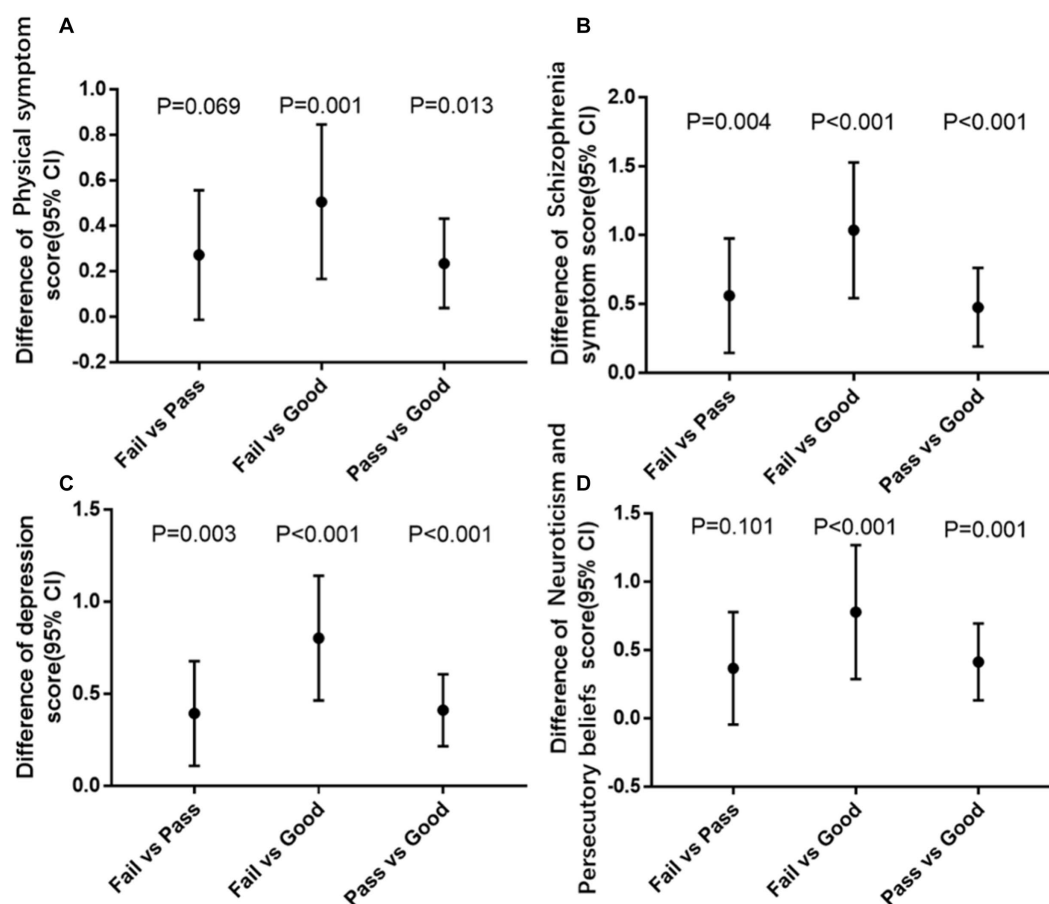 A
Difference of Physical symptom
score(95% CI)
1.0
0.8
0.6
0.4
0.2
0.0
-0.2
P=0.069
P=0.001
P=0.013
Fail vs Pass
Fail vs Good
Pass vs Good
B
Difference of Schizophrenia
symptom score(95% CI)
2.0
1.5
1.0
0.5
0.0
P=0.004
P<0.001
P<0.001
Fail vs Pass
Fail vs Good
Pass vs Good
C
Difference of depression
score(95% CI)
1.5
1.0
0.5
0.0
P=0.003
P<0.001
P<0.001
Fail vs Pass
Fail vs Good
Pass vs Good
D
Difference of Neuroticism and
Persecutory beliefs score(95% CI)
1.5
1.0
0.5
0.0
-0.5
P=0.101
P<0.001
P=0.001
Fail vs Pass
Fail vs Good
Pass vs Good